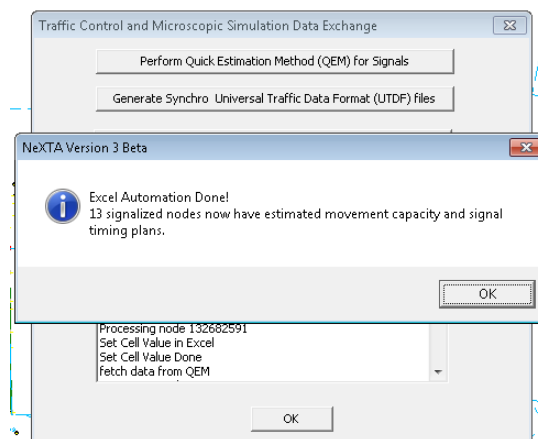 Traffic Control and Microscopic Simulation Data Exchange
Perform Quick Estimation Method (QEM) for Signals
Generate Synchro Universal Traffic Data Format (UTDF) files
NeXTA Version 3 Beta
Excel Automation Done!
13 signalized nodes now have estimated movement capacity and signal
timing plans.
OK
Processing node 132682591
Set Cell Value in Excel
Set Cell Value Done
fetch data from QEM
OK